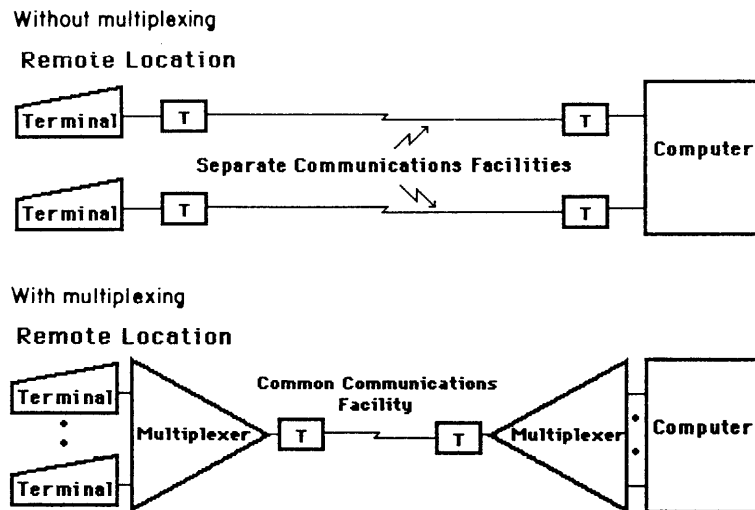 Without multiplexing
Remote Location
Terminal T T Computer
Separate Communications Facilities
Terminal T T
With multiplexing
Remote Location
Terminal
Common Communications
Facility
Multiplexer T T Multiplexer Computer
Terminal